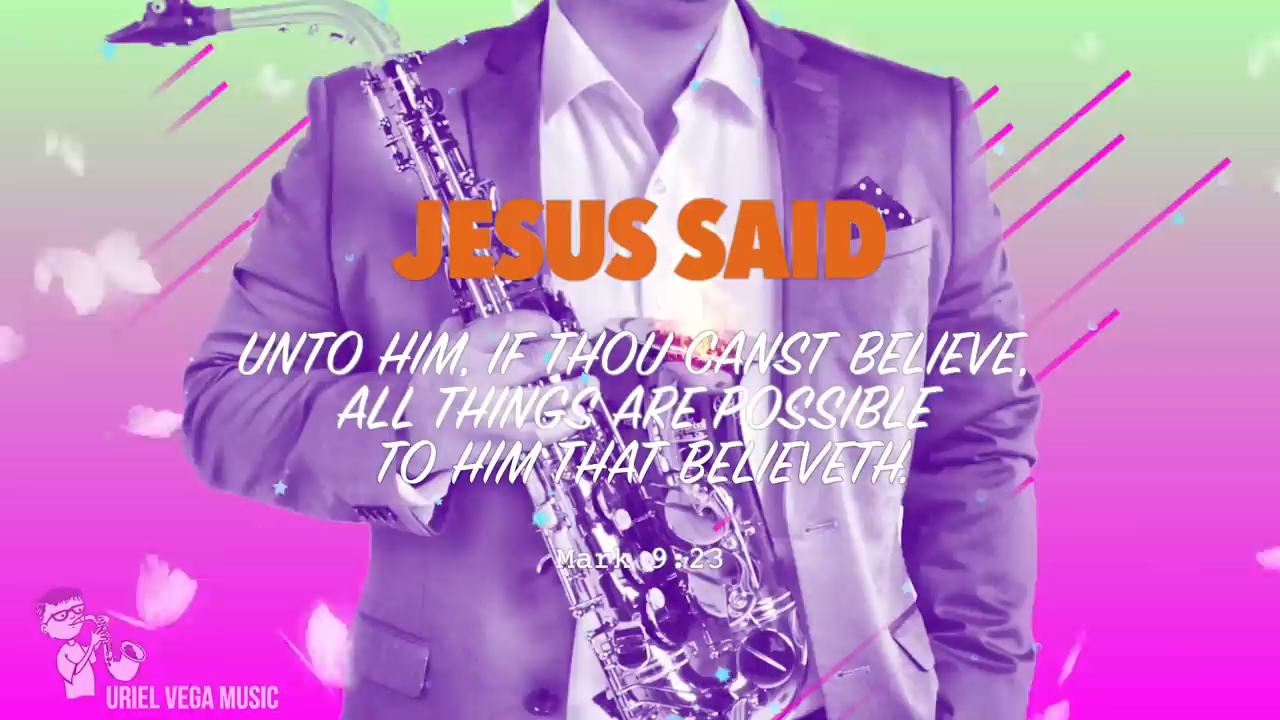 JESUS SAID
UNTO HIM, IF THOU CANST BELIEVE,
ALL THINGS ARE POSSIBLE
TO HIM THAT BELIEVETH.
Mark 9:23
URIEL VEGA MUSIC